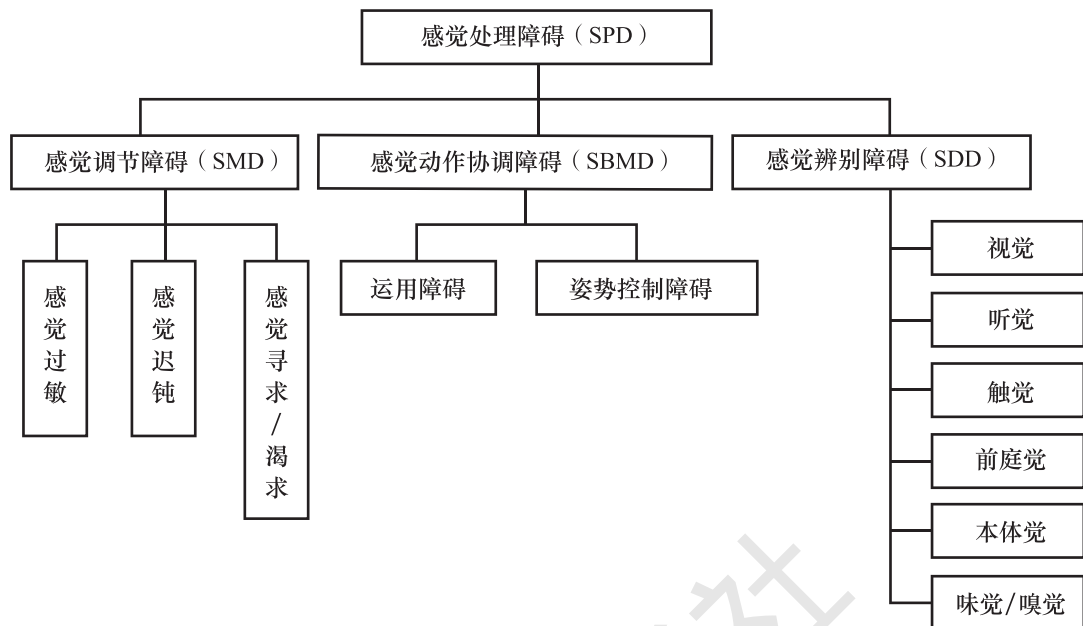 感觉处理障碍（SPD）
感觉调节障碍（SMD）
感觉动作协调障碍（SBMD）
感觉辨别障碍（SDD）
感觉过敏
感觉迟钝
感觉寻求/渴求
运用障碍
姿势控制障碍
视觉
听觉
触觉
前庭觉
本体觉
味觉/嗅觉
社